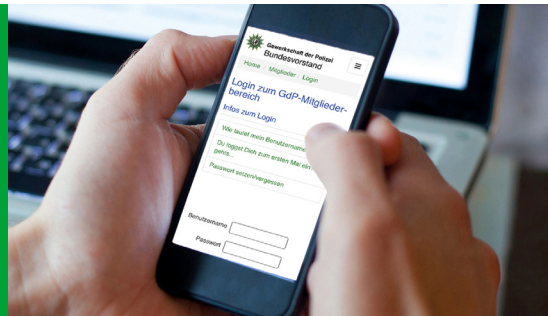 Gewerkschaft der Polizei
Bundesvorstand
Home / Mitglieder / Login
Login zum GdP-Mitglieder-
bereich
Infos zum Login
Wie lautet mein Benutzername
Du loggst Dich zum ersten Mal ein
gehts...
Passwort setzen/vergessen
Benutzername
Passwort